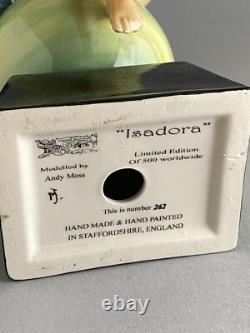 "Isadora"
Limited Edition
Of 500 worldwide
Modelled by
Andy Moss
This is number 262
HAND MADE & HAND PAINTED
IN STAFFORDSHIRE, ENGLAND